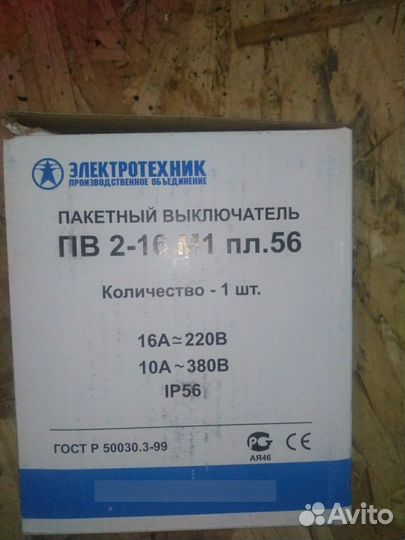 ЭЛЕКТРОТЕХНИК
ПРОИЗВОДСТВЕННОЕ ОБЪЕДИНЕНИЕ
ПАКЕТНЫЙ ВЫКЛЮЧАТЕЛЬ
ПВ 2-16 М1 пл.56
Количество - 1 шт.
16А≃220В
10А~380В
IP56
ГОСТ Р 50030.3-99
РС
АЯ46
CE
Avito